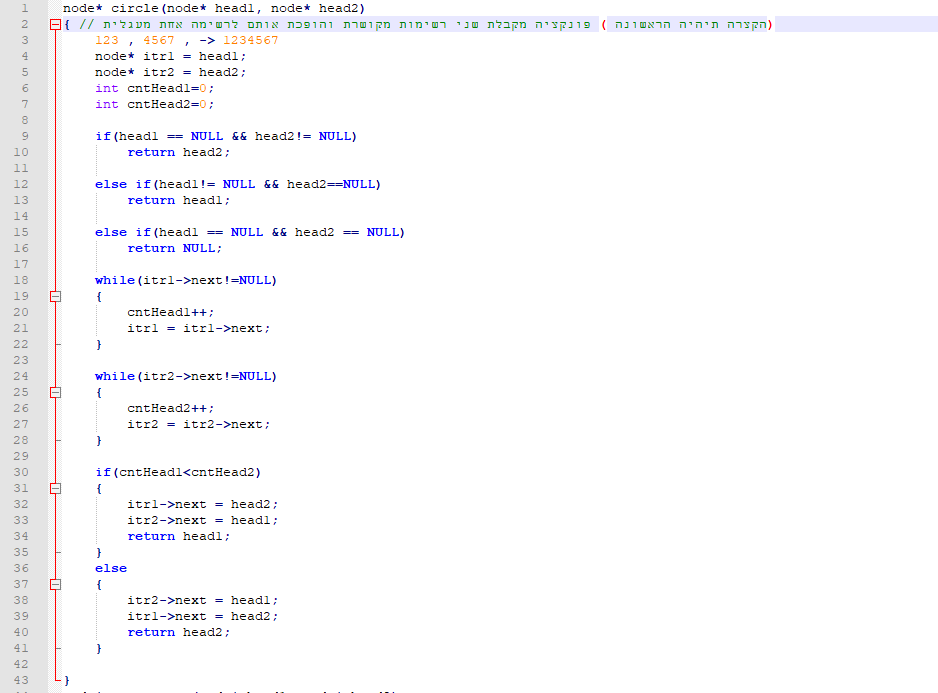 1 node* circle(node* head1, node* head2)
2 { // פונקציה מקבלת שני רשימות מקושרת והופכת אותם לרשימה אחת מעגלית ( הקצרה תיהיה הראשונה)
3 123 , 4567 , -> 1234567
4 node* itr1 = head1;
5 node* itr2 = head2;
6 int cntHead1=0;
7 int cntHead2=0;
8
9 if(head1 == NULL && head2!= NULL)
10 return head2;
11
12 else if(head1!= NULL && head2==NULL)
13 return head1;
14
15 else if(head1 == NULL && head2 == NULL)
16 return NULL;
17
18 while(itr1->next!=NULL)
19 {
20 cntHead1++;
21 itr1 = itr1->next;
22 }
23
24 while(itr2->next!=NULL)
25 {
26 cntHead2++;
27 itr2 = itr2->next;
28 }
29
30 if(cntHead1<cntHead2)
31 {
32 itr1->next = head2;
33 itr2->next = head1;
34 return head1;
35 }
36 else
37 {
38 itr2->next = head1;
39 itr1->next = head2;
40 return head2;
41 }
42
43 }